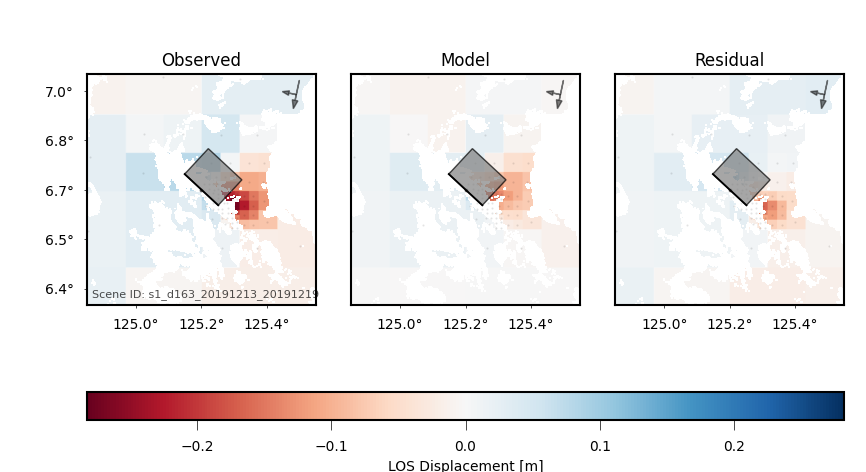 Observed
Model
Residual
7.0°
6.8°
6.7°
6.5°
6.4°
Scene ID: s1_d163_20191213_20191219
125.0° 125.2° 125.4°
125.0° 125.2° 125.4°
125.0° 125.2° 125.4°
−0.2 −0.1 0.0 0.1 0.2
LOS Displacement [m]